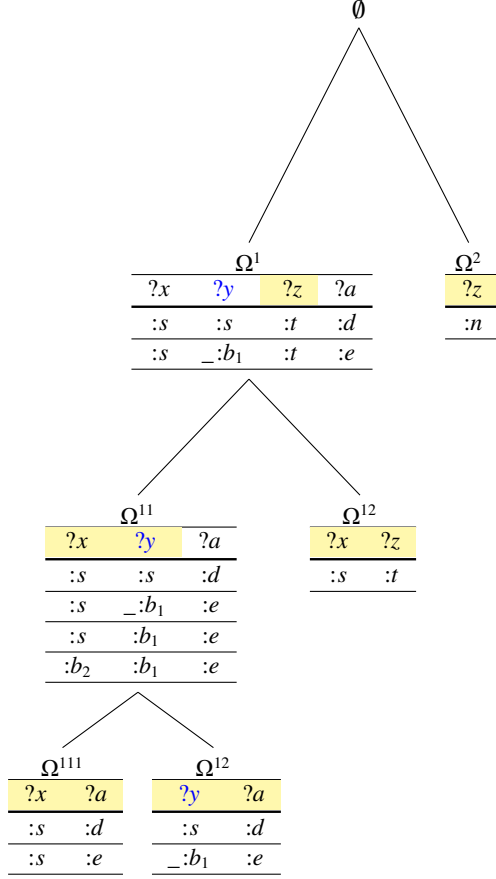 ∅
Ω¹ Ω²
?x ?y ?z ?a ?z
:s :s :t :d :n
:s _:b₁ :t :e
Ω¹¹ Ω¹²
?x ?y ?a ?x ?z
:s :s :d :s :t
:s _:b₁ :e
:s :b₁ :e
:b₂ :b₁ :e
Ω¹¹¹ Ω¹²
?x ?a ?y ?a
:s :d :s :d
:s :e _:b₁ :e